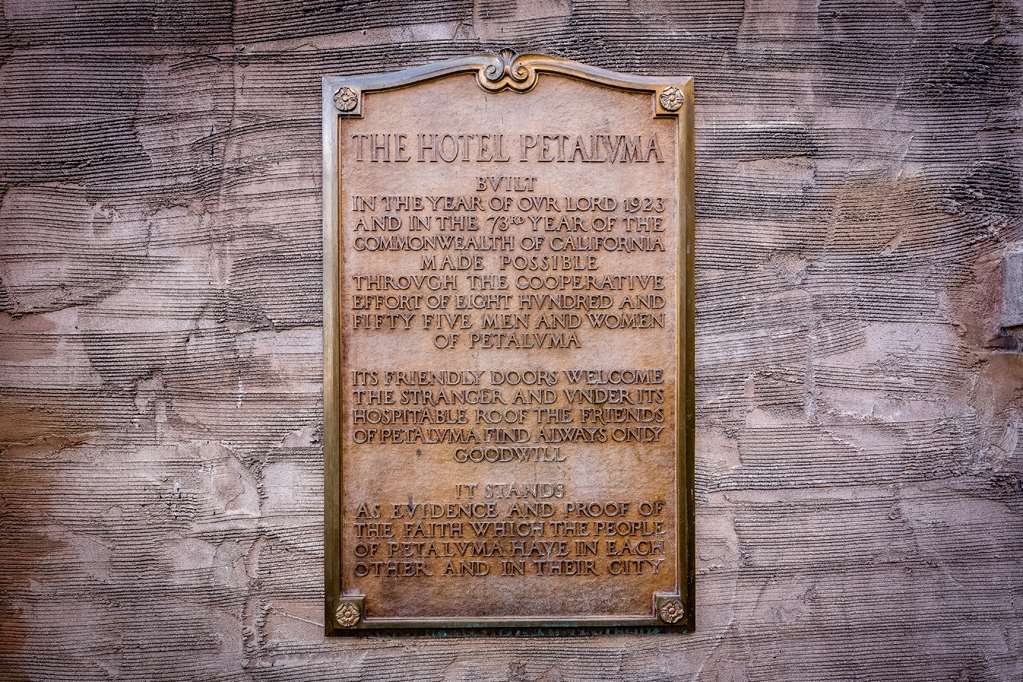 THE HOTEL PETALVMA
BVILT
IN THE YEAR OF OVR LORD 1923
AND IN THE 73RD YEAR OF THE
COMMONWEALTH OF CALIFORNIA
MADE POSSIBLE
THROVGH THE COOPERATIVE
EFFORT OF EIGHT HVNDRED AND
FIFTY FIVE MEN AND WOMEN
OF PETALVMA
ITS FRIENDLY DOORS WELCOME
THE STRANGER AND VNDER ITS
HOSPITABLE ROOF THE FRIENDS
OF PETALVMA FIND ALWAYS ONLY
GOODWILL
IT STANDS
AS EVIDENCE AND PROOF OF
THE FAITH WHICH THE PEOPLE
OF PETALVMA HAVE IN EACH
OTHER AND IN THEIR CITY